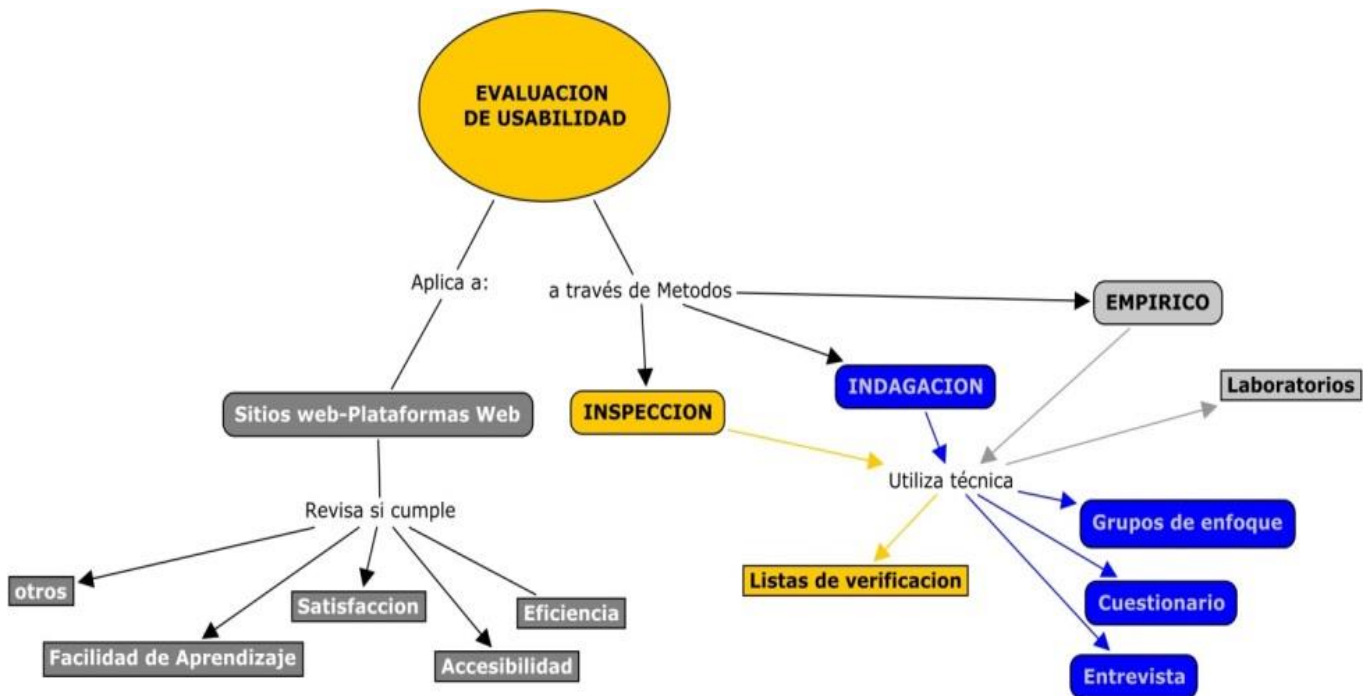 EVALUACION
DE USABILIDAD
Aplica a:
a través de Metodos
EMPIRICO
INDAGACION
Laboratorios
Sitios web-Plataformas Web
INSPECCION
Utiliza técnica
Revisa si cumple
Grupos de enfoque
Listas de verificacion
otros
Satisfaccion
Eficiencia
Cuestionario
Facilidad de Aprendizaje
Accesibilidad
Entrevista